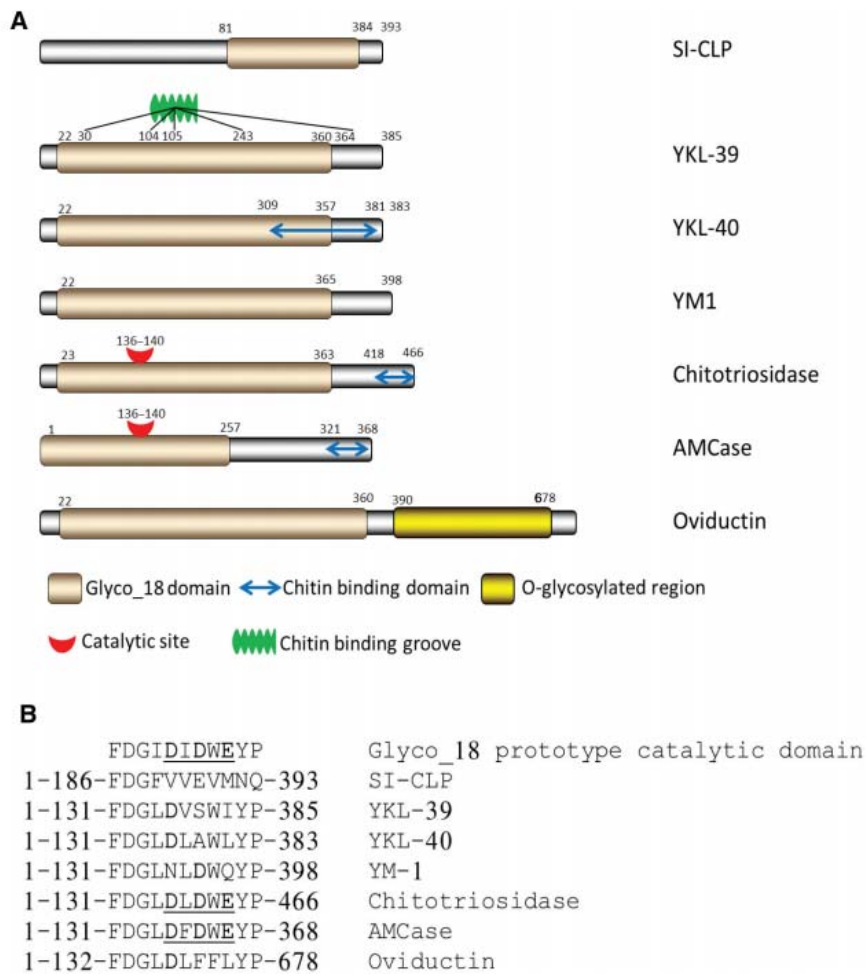 A
81 384 393
SI-CLP
22 30 104 105 243 360 364 385
YKL-39
22 309 357 381 383
YKL-40
22 365 398
YM1
136–140
23 363 418 466
Chitotriosidase
136–140
1 257 321 368
AMCase
22 360 390 678
Oviductin
Glyco_18 domain Chitin binding domain O-glycosylated region
Catalytic site Chitin binding groove
B
FDGIDIDWEYP Glyco_18 prototype catalytic domain
1-186-FDGFVVEVMNQ-393 SI-CLP
1-131-FDGLDVSWIYP-385 YKL-39
1-131-FDGLDLAWLYP-383 YKL-40
1-131-FDGLNLDWQYP-398 YM-1
1-131-FDGLDLDWEYP-466 Chitotriosidase
1-131-FDGLDFDWEYP-368 AMCase
1-132-FDGLDLFFLYP-678 Oviductin